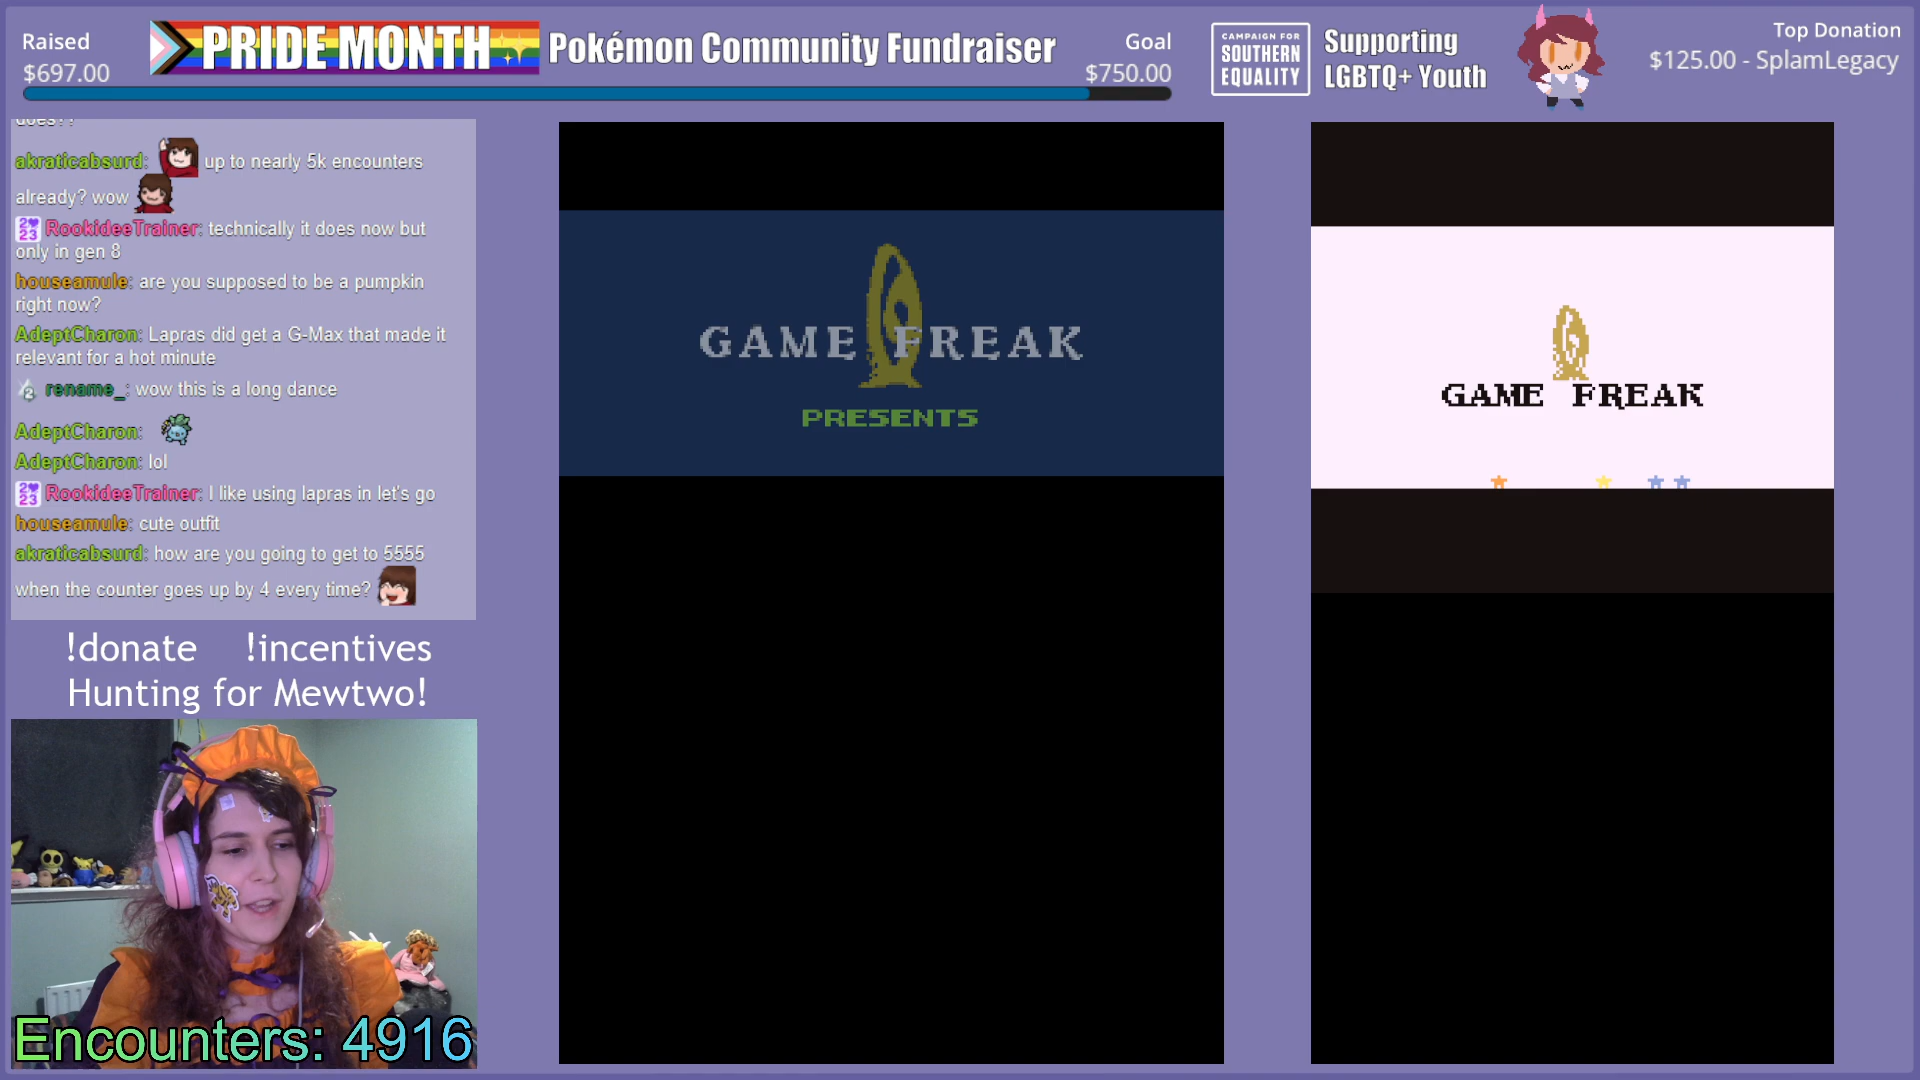 Raised
$697.00
PRIDE MONTH
Pokémon Community Fundraiser
Goal
$750.00
CAMPAIGN FOR
SOUTHERN
EQUALITY
Supporting
LGBTQ+ Youth
Top Donation
$125.00 - SplamLegacy
does??
akraticabsurd: up to nearly 5k encounters
already? wow
RookideeTrainer: technically it does now but
only in gen 8
houseamule: are you supposed to be a pumpkin
right now?
AdeptCharon: Lapras did get a G-Max that made it
relevant for a hot minute
rename_: wow this is a long dance
AdeptCharon:
AdeptCharon: lol
RookideeTrainer: I like using lapras in let's go
houseamule: cute outfit
akraticabsurd: how are you going to get to 5555
when the counter goes up by 4 every time?
!donate !incentives
Hunting for Mewtwo!
Encounters: 4916
GAME FREAK
PRESENTS
GAME FREAK